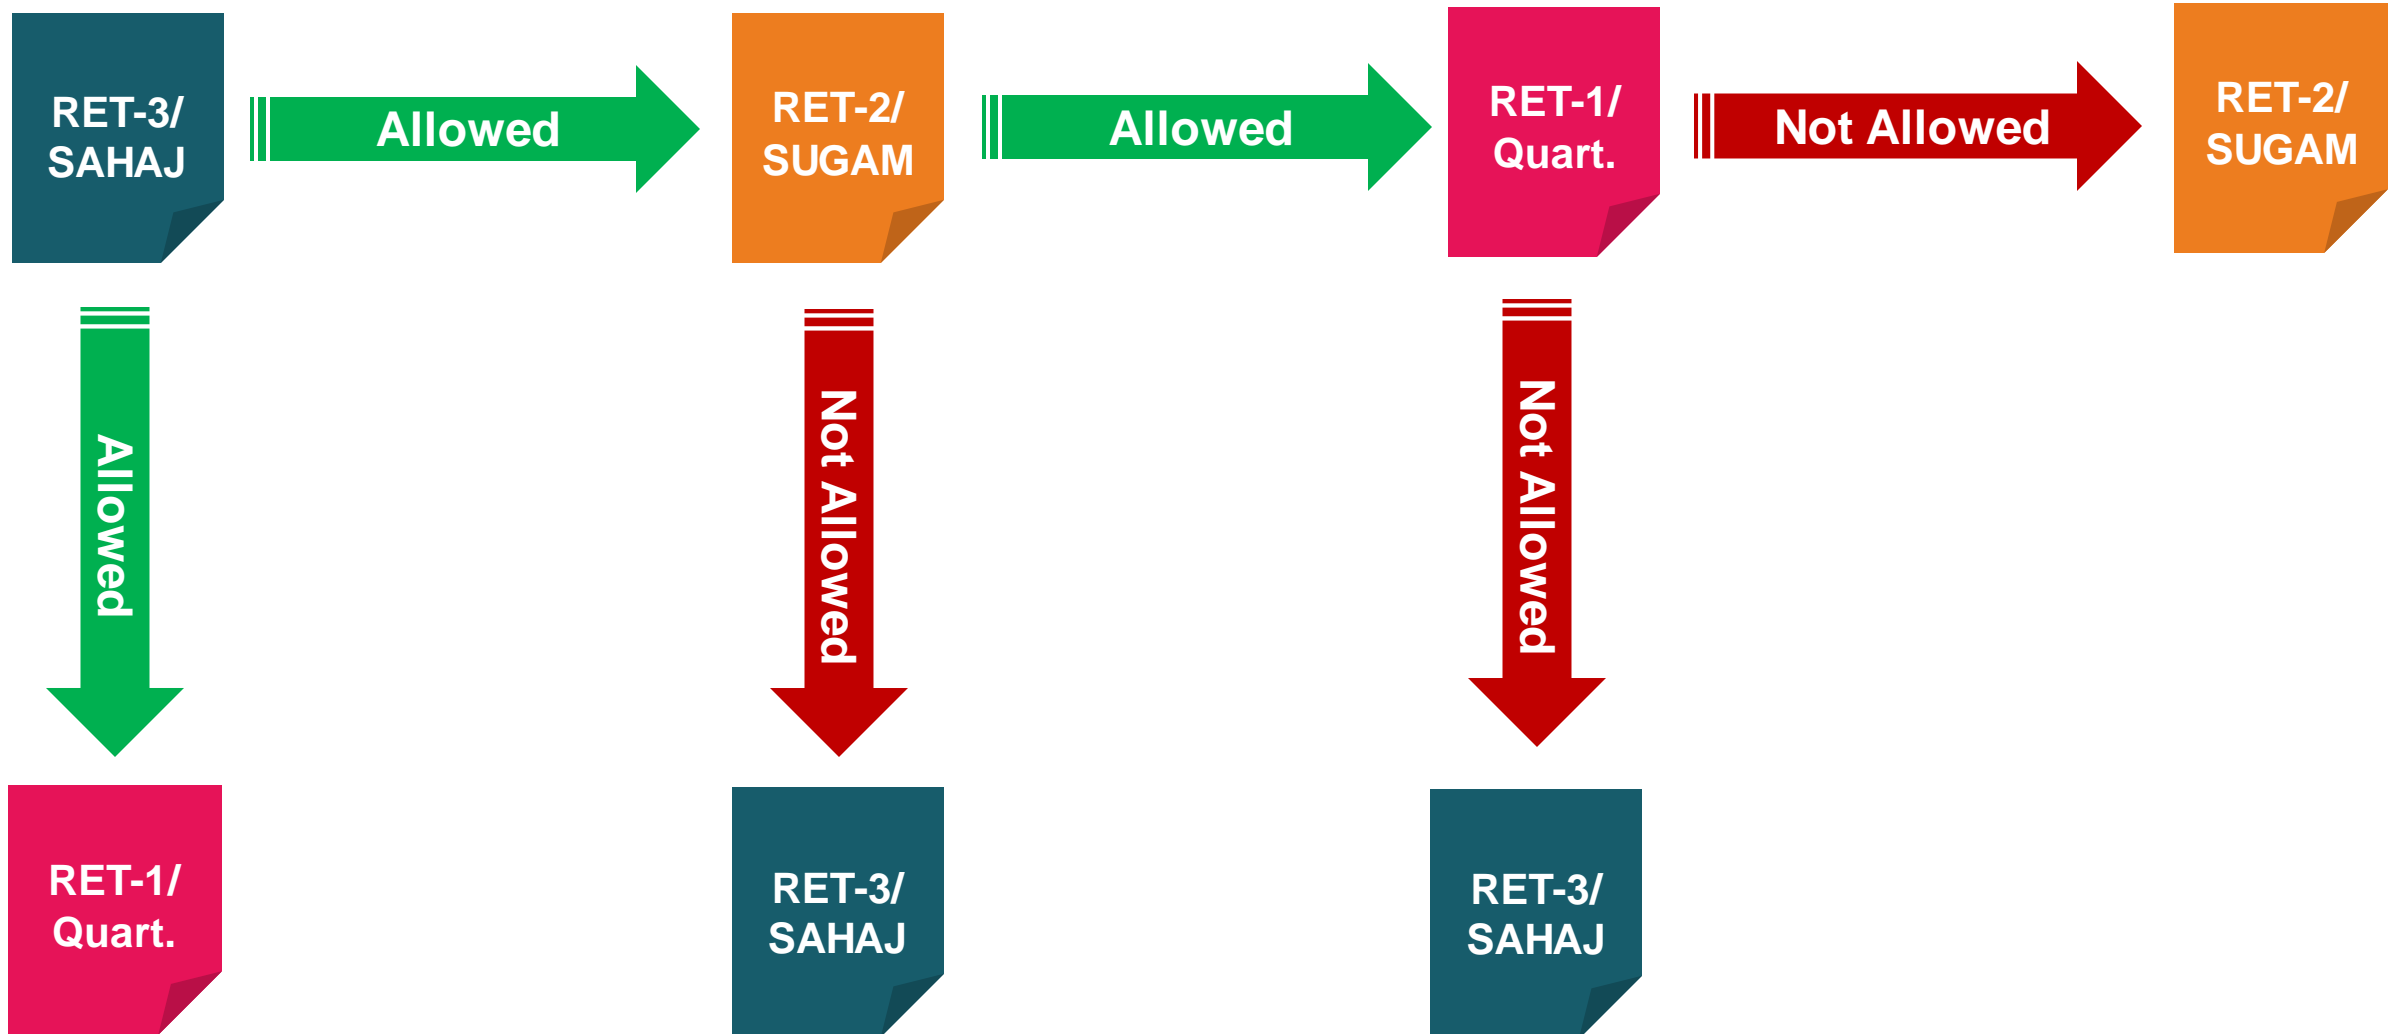 RET-3/
SAHAJ
Allowed
RET-2/
SUGAM
Allowed
RET-1/
Quart.
Not Allowed
RET-2/
SUGAM
Allowed
Not Allowed
Not Allowed
RET-1/
Quart.
RET-3/
SAHAJ
RET-3/
SAHAJ